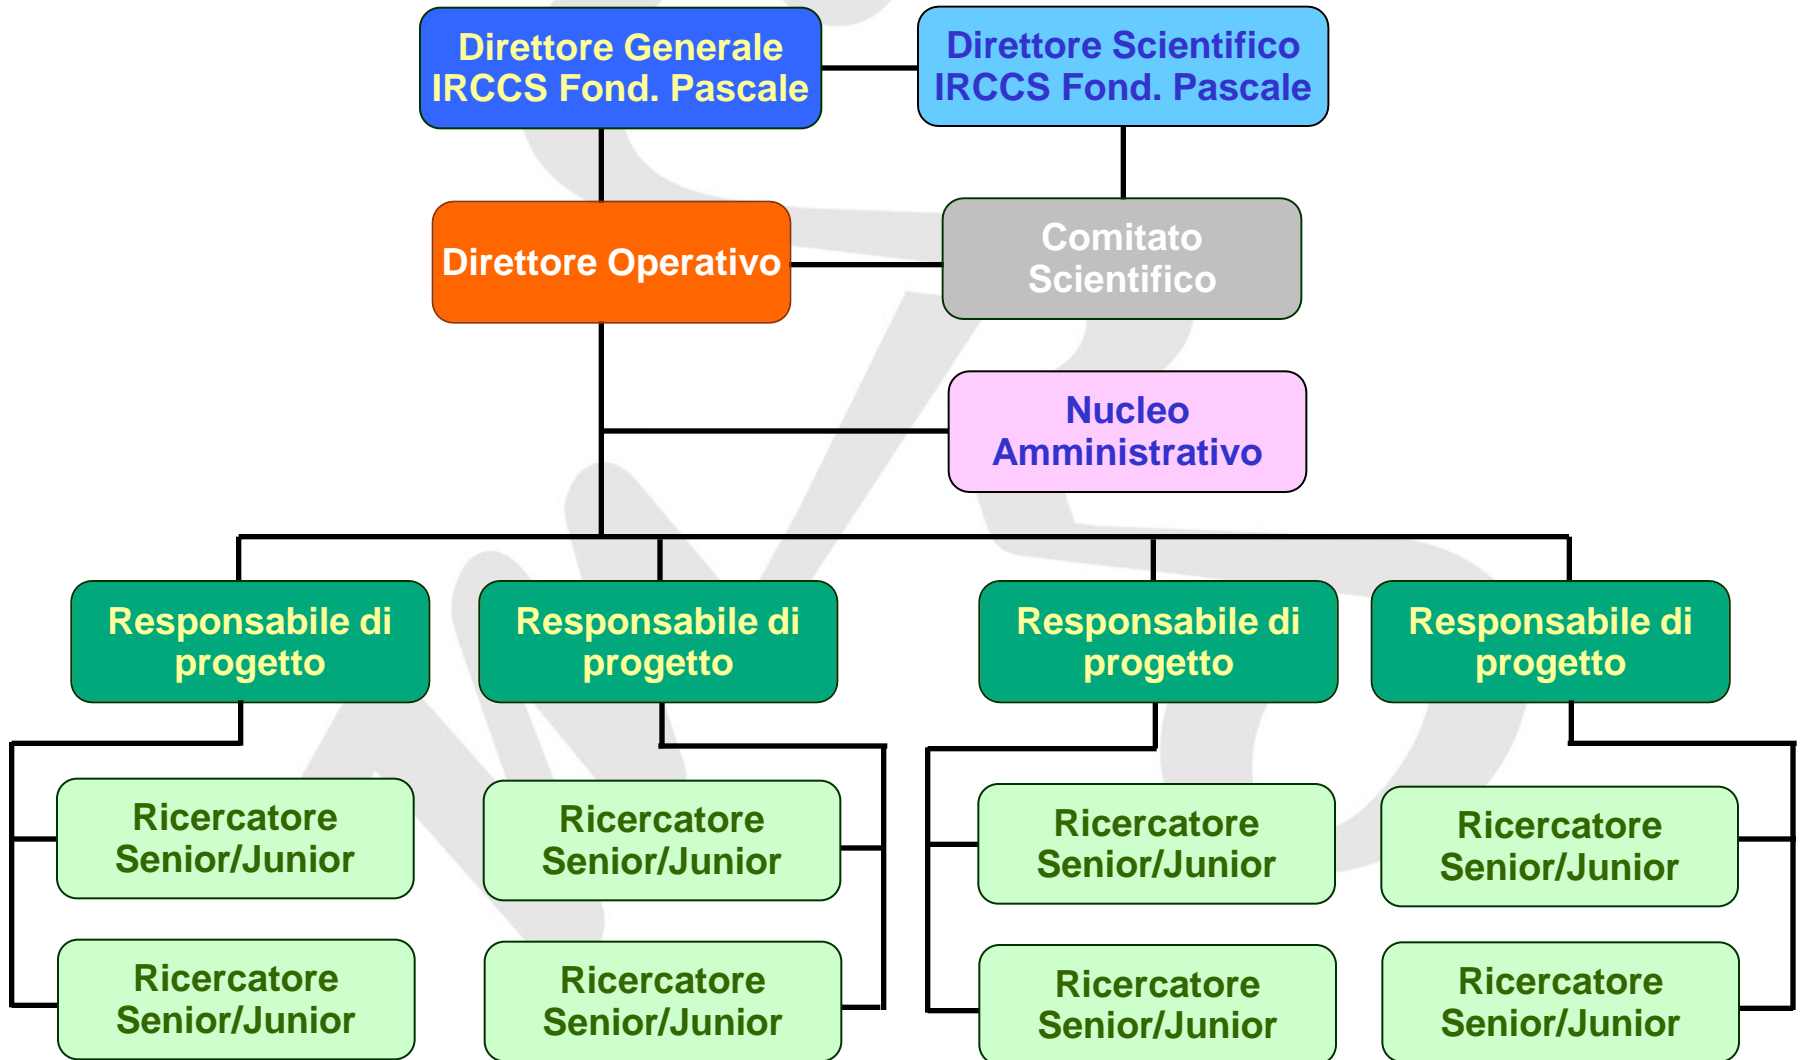 Direttore Generale
IRCCS Fond. Pascale
Direttore Scientifico
IRCCS Fond. Pascale
Direttore Operativo
Comitato
Scientifico
Nucleo
Amministrativo
Responsabile di
progetto
Responsabile di
progetto
Responsabile di
progetto
Responsabile di
progetto
Ricercatore
Senior/Junior
Ricercatore
Senior/Junior
Ricercatore
Senior/Junior
Ricercatore
Senior/Junior
Ricercatore
Senior/Junior
Ricercatore
Senior/Junior
Ricercatore
Senior/Junior
Ricercatore
Senior/Junior